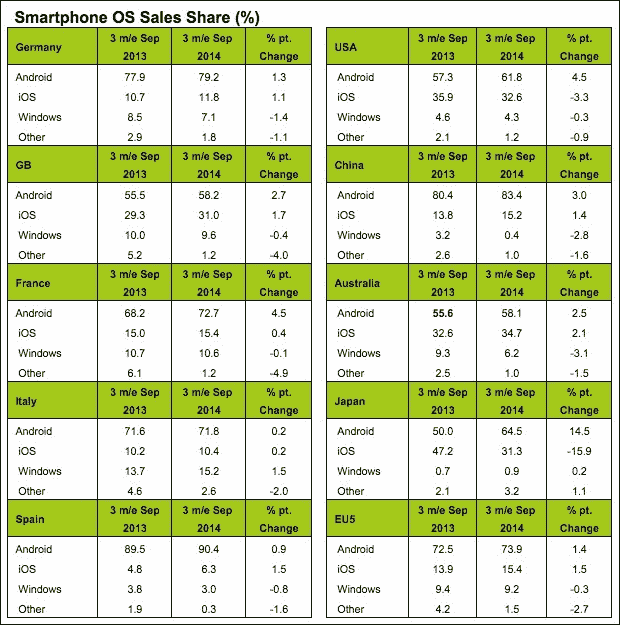 Smartphone OS Sales Share (%)
Germany 3 m/e Sep 2013 3 m/e Sep 2014 % pt. Change
Android 77.9 79.2 1.3
iOS 10.7 11.8 1.1
Windows 8.5 7.1 -1.4
Other 2.9 1.8 -1.1
GB 3 m/e Sep 2013 3 m/e Sep 2014 % pt. Change
Android 55.5 58.2 2.7
iOS 29.3 31.0 1.7
Windows 10.0 9.6 -0.4
Other 5.2 1.2 -4.0
France 3 m/e Sep 2013 3 m/e Sep 2014 % pt. Change
Android 68.2 72.7 4.5
iOS 15.0 15.4 0.4
Windows 10.7 10.6 -0.1
Other 6.1 1.2 -4.9
Italy 3 m/e Sep 2013 3 m/e Sep 2014 % pt. Change
Android 71.6 71.8 0.2
iOS 10.2 10.4 0.2
Windows 13.7 15.2 1.5
Other 4.6 2.6 -2.0
Spain 3 m/e Sep 2013 3 m/e Sep 2014 % pt. Change
Android 89.5 90.4 0.9
iOS 4.8 6.3 1.5
Windows 3.8 3.0 -0.8
Other 1.9 0.3 -1.6
USA 3 m/e Sep 2013 3 m/e Sep 2014 % pt. Change
Android 57.3 61.8 4.5
iOS 35.9 32.6 -3.3
Windows 4.6 4.3 -0.3
Other 2.1 1.2 -0.9
China 3 m/e Sep 2013 3 m/e Sep 2014 % pt. Change
Android 80.4 83.4 3.0
iOS 13.8 15.2 1.4
Windows 3.2 0.4 -2.8
Other 2.6 1.0 -1.6
Australia 3 m/e Sep 2013 3 m/e Sep 2014 % pt. Change
Android 55.6 58.1 2.5
iOS 32.6 34.7 2.1
Windows 9.3 6.2 -3.1
Other 2.5 1.0 -1.5
Japan 3 m/e Sep 2013 3 m/e Sep 2014 % pt. Change
Android 50.0 64.5 14.5
iOS 47.2 31.3 -15.9
Windows 0.7 0.9 0.2
Other 2.1 3.2 1.1
EU5 3 m/e Sep 2013 3 m/e Sep 2014 % pt. Change
Android 72.5 73.9 1.4
iOS 13.9 15.4 1.5
Windows 9.4 9.2 -0.3
Other 4.2 1.5 -2.7